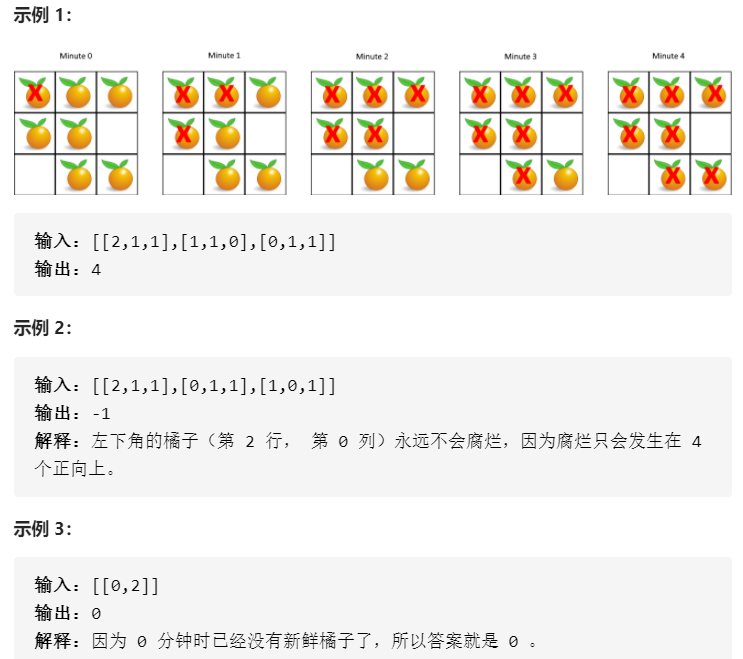 示例 1：
Minute 0 Minute 1 Minute 2 Minute 3 Minute 4
X X X X X X X X X X X X X X X X X X X X
输入：[[2,1,1],[1,1,0],[0,1,1]]
输出：4
示例 2：
输入：[[2,1,1],[0,1,1],[1,0,1]]
输出：-1
解释：左下角的橘子（第 2 行， 第 0 列）永远不会腐烂，因为腐烂只会发生在 4
个正向上。
示例 3：
输入：[[0,2]]
输出：0
解释：因为 0 分钟时已经没有新鲜橘子了，所以答案就是 0 。